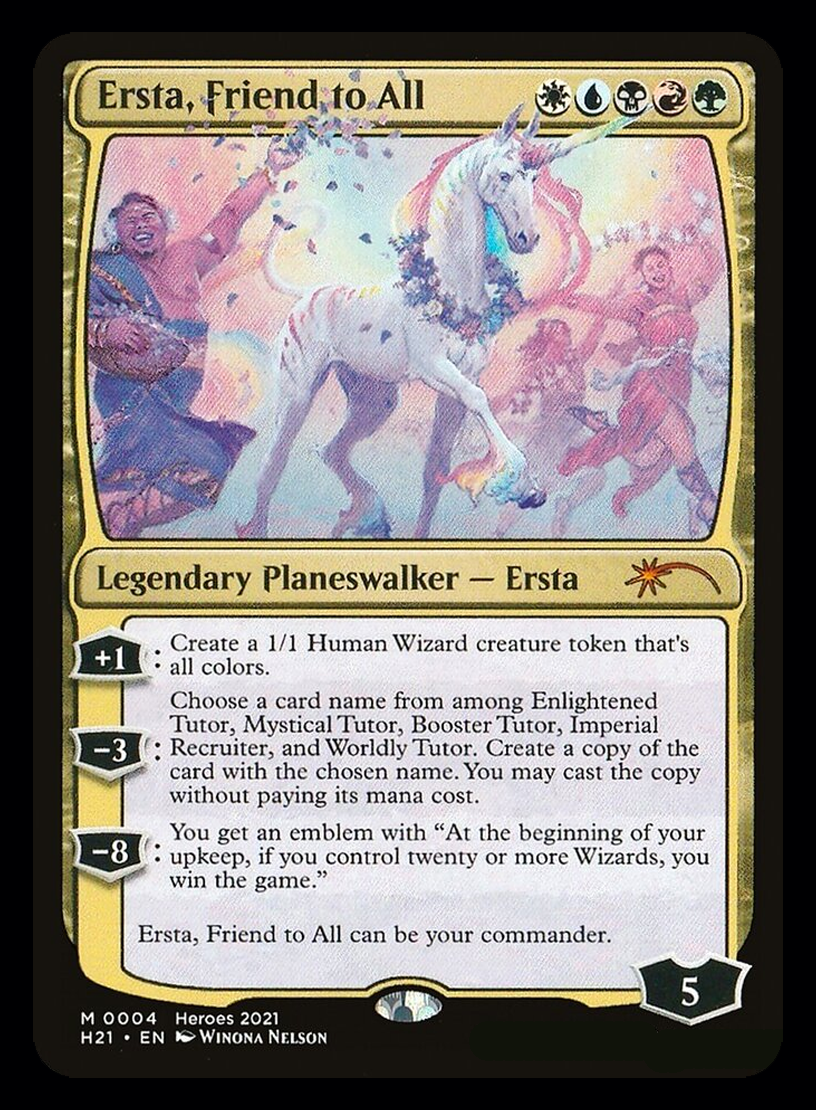 Ersta, Friend to All
Legendary Planeswalker — Ersta
+1 : Create a 1/1 Human Wizard creature token that's
all colors.
Choose a card name from among Enlightened
Tutor, Mystical Tutor, Booster Tutor, Imperial
−3 : Recruiter, and Worldly Tutor. Create a copy of the
card with the chosen name. You may cast the copy
without paying its mana cost.
You get an emblem with “At the beginning of your
−8 : upkeep, if you control twenty or more Wizards, you
win the game.”
Ersta, Friend to All can be your commander.
5
M 0004 Heroes 2021
H21 • EN Winona Nelson